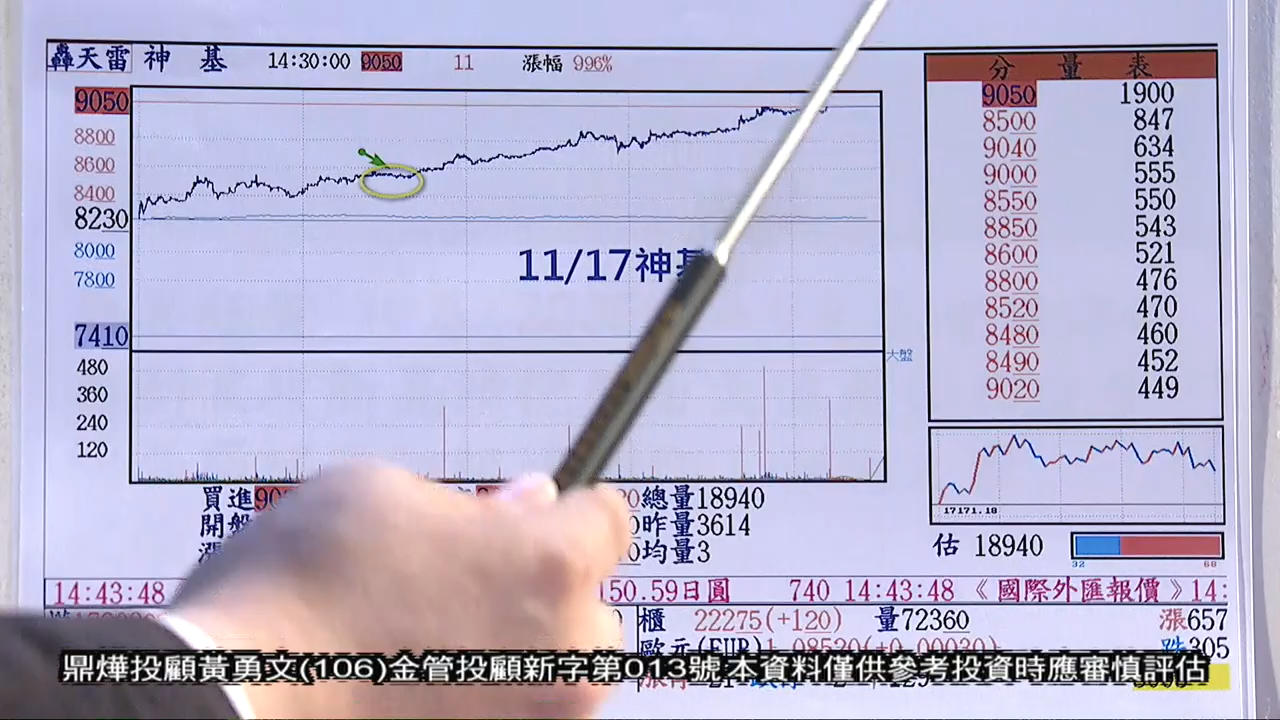 轟天雷 神 基 14:30:00 9050 11 漲幅 996%
9050
8800
8600
8400
8230
8000
7800
7410
480
360
240
120
11/17神
大盤
分 量 表
9050 1900
8500 847
9040 634
9000 555
8550 550
8850 543
8600 521
8800 476
8520 470
8480 460
8490 452
9020 449
17171.18
估 18940
32 68
買進 總量18940
開盤 昨量3614
均量3
14:43:48 150.59日圓 740 14:43:48《國際外匯報價》14:
櫃 22275(+120) 量72360 漲657
歐元(EUR) 跌305
鼎燁投顧黃勇文(106)金管投顧新字第013號本資料僅供參考投資時應審慎評估